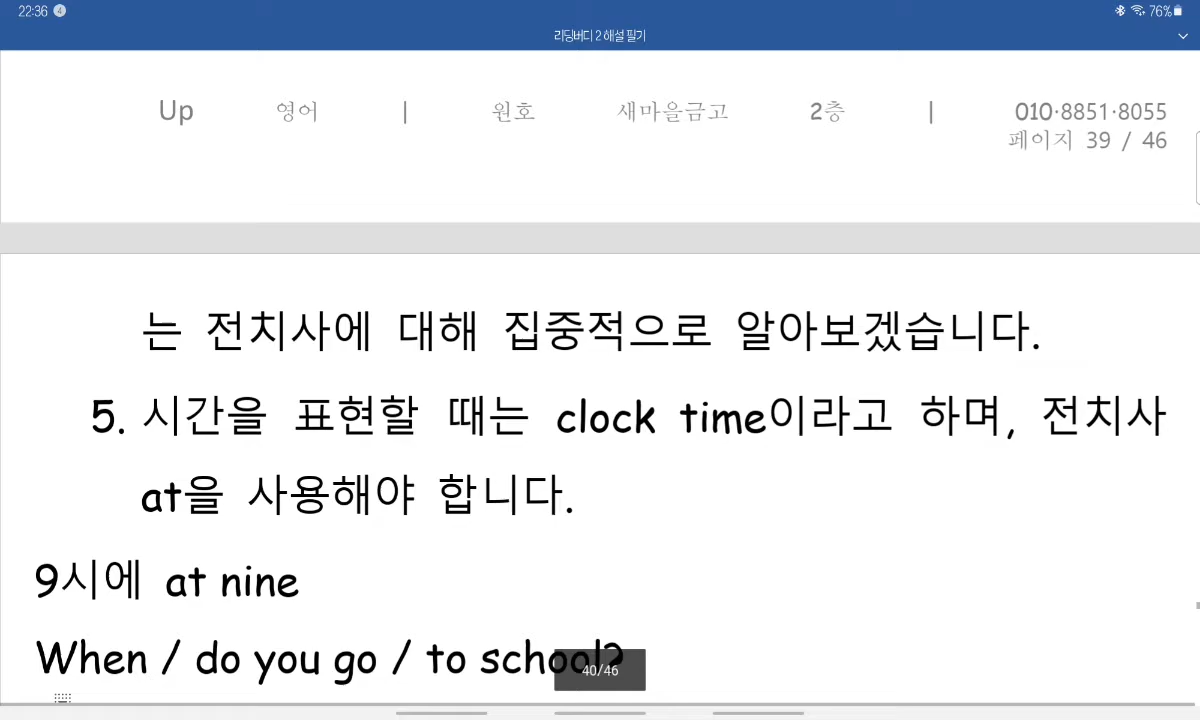 22:36 4 76%
리딩버디 2 해설 필기
Up 영어 | 원호 새마을금고 2층 | 010·8851·8055
페이지 39 / 46
는 전치사에 대해 집중적으로 알아보겠습니다.
5. 시간을 표현할 때는 clock time이라고 하며, 전치사
at을 사용해야 합니다.
9시에 at nine
When / do you go / to school?
40/46